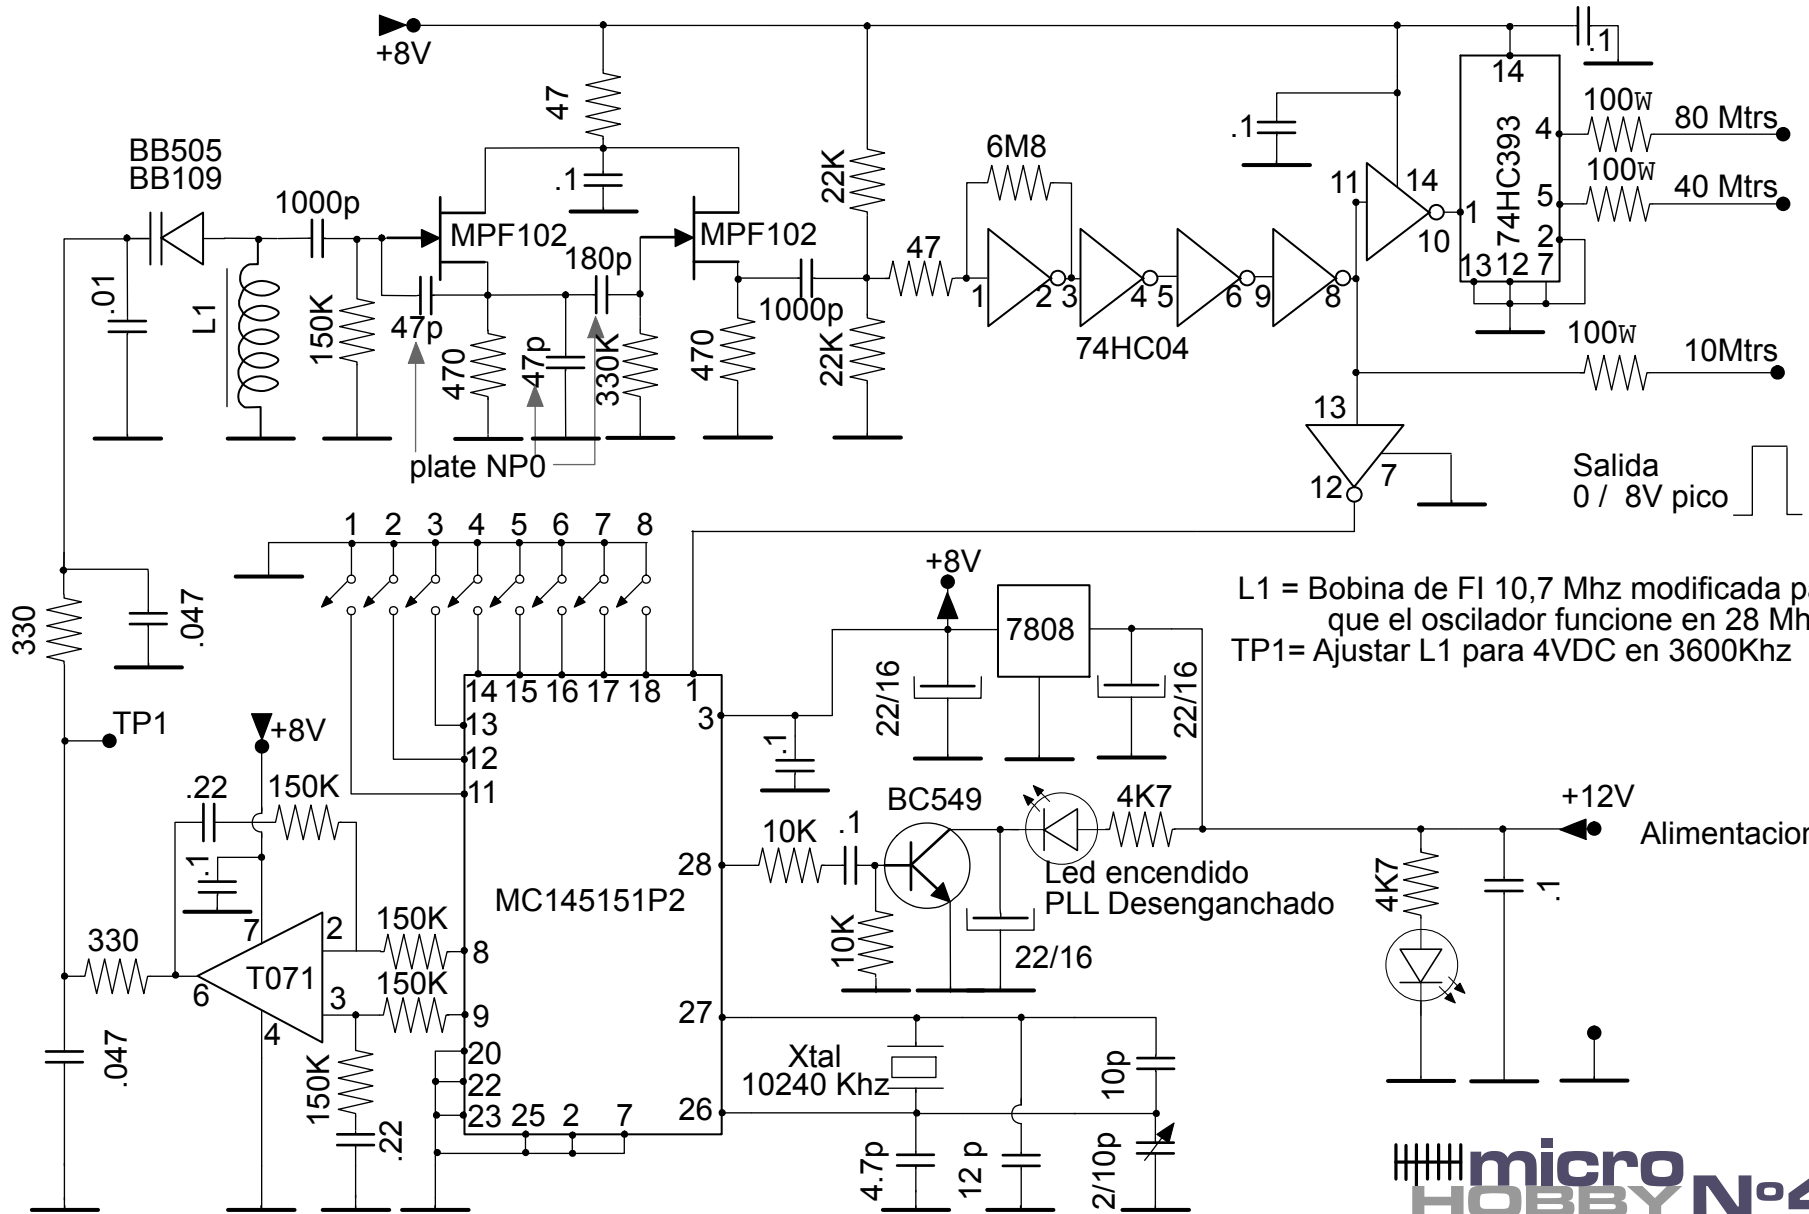 +8V
47
.1
.1
14
74HC393
100W
80 Mtrs
4
100W
40 Mtrs
5
2
1
13 12 7
BB505
BB109
1000p
MPF102
.1
180p
MPF102
1000p
22K
22K
47
6M8
1 2 3 4 5 6 9 8
74HC04
11 14
10
100W
10Mtrs
.01
L1
150K
47p
470
47p
330K
470
plate NP0
13
12 7
Salida
0 / 8V pico
1 2 3 4 5 6 7 8
+8V
7808
L1 = Bobina de FI 10,7 Mhz modificada pa
que el oscilador funcione en 28 Mh
TP1= Ajustar L1 para 4VDC en 3600Khz
330
.047
22/16
22/16
14 15 16 17 18 1
3
13
12
11
.1
TP1
+8V
.22
150K
.1
BC549
4K7
+12V
Alimentacion
10K
.1
28
Led encendido
PLL Desenganchado
4K7
.1
MC145151P2
10K
22/16
330
7
2
T071
6
3
4
150K
150K
8
9
27
20
22
23
25 2 7
26
Xtal
10240 Khz
10p
.047
150K
.22
4.7p
12 p
2/10p
micro
HOBBY Nº4